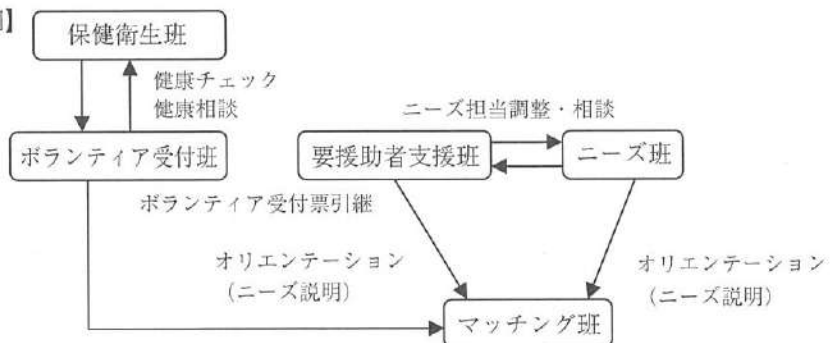 】
保健衛生班
健康チェック
健康相談
ニーズ担当調整・相談
ボランティア受付班
要援助者支援班
ニーズ班
ボランティア受付票引継
オリエンテーション
(ニーズ説明)
オリエンテーション
(ニーズ説明)
マッチング班